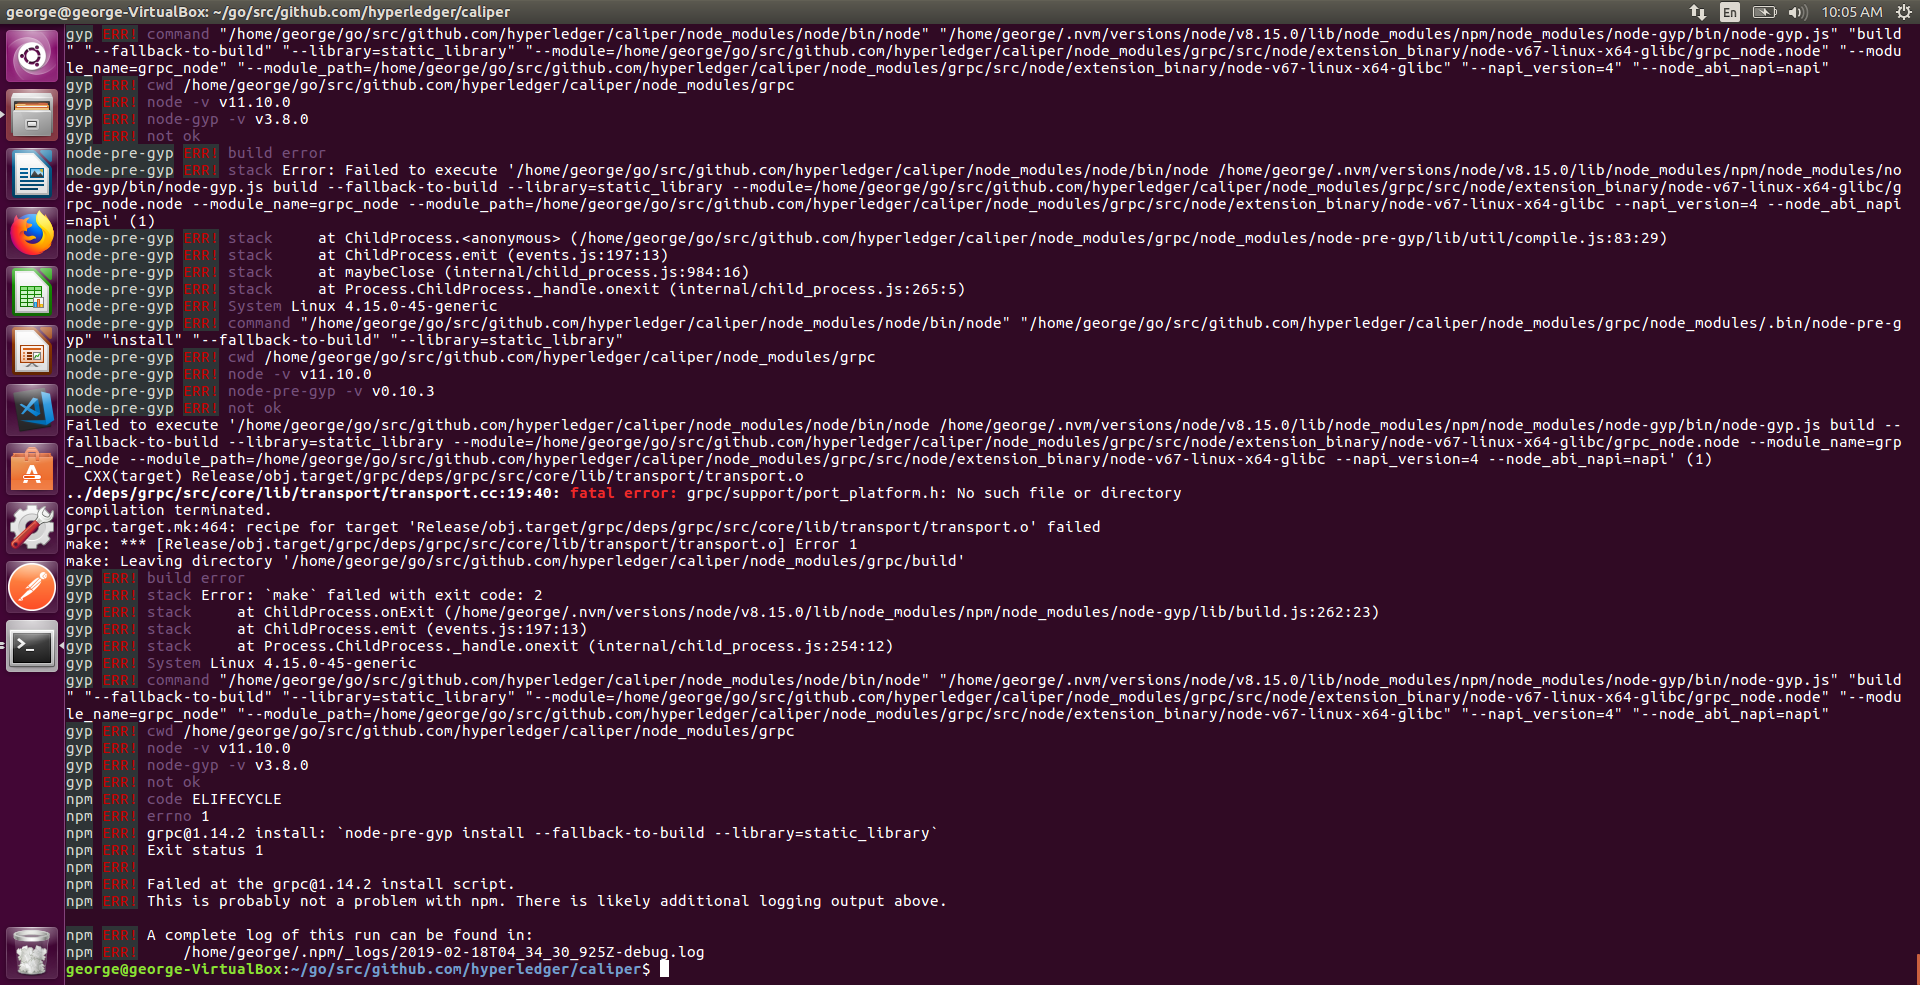 george@george-VirtualBox: ~/go/src/github.com/hyperledger/caliper
En
10:05 AM
gyp ERR! command "/home/george/go/src/github.com/hyperledger/caliper/node_modules/node/bin/node" "/home/george/.nvm/versions/node/v8.15.0/lib/node_modules/npm/node_modules/node-gyp/bin/node-gyp.js" "build
" "--fallback-to-build" "--library=static_library" "--module=/home/george/go/src/github.com/hyperledger/caliper/node_modules/grpc/src/node/extension_binary/node-v67-linux-x64-glibc/grpc_node.node" "--modu
le_name=grpc_node" "--module_path=/home/george/go/src/github.com/hyperledger/caliper/node_modules/grpc/src/node/extension_binary/node-v67-linux-x64-glibc" "--napi_version=4" "--node_abi_napi=napi"
gyp ERR! cwd /home/george/go/src/github.com/hyperledger/caliper/node_modules/grpc
gyp ERR! node -v v11.10.0
gyp ERR! node-gyp -v v3.8.0
gyp ERR! not ok
node-pre-gyp ERR! build error
node-pre-gyp ERR! stack Error: Failed to execute '/home/george/go/src/github.com/hyperledger/caliper/node_modules/node/bin/node /home/george/.nvm/versions/node/v8.15.0/lib/node_modules/npm/node_modules/no
de-gyp/bin/node-gyp.js build --fallback-to-build --library=static_library --module=/home/george/go/src/github.com/hyperledger/caliper/node_modules/grpc/src/node/extension_binary/node-v67-linux-x64-glibc/g
rpc_node.node --module_name=grpc_node --module_path=/home/george/go/src/github.com/hyperledger/caliper/node_modules/grpc/src/node/extension_binary/node-v67-linux-x64-glibc --napi_version=4 --node_abi_napi
=napi' (1)
node-pre-gyp ERR! stack     at ChildProcess.<anonymous> (/home/george/go/src/github.com/hyperledger/caliper/node_modules/grpc/node_modules/node-pre-gyp/lib/util/compile.js:83:29)
node-pre-gyp ERR! stack     at ChildProcess.emit (events.js:197:13)
node-pre-gyp ERR! stack     at maybeClose (internal/child_process.js:984:16)
node-pre-gyp ERR! stack     at Process.ChildProcess._handle.onexit (internal/child_process.js:265:5)
node-pre-gyp ERR! System Linux 4.15.0-45-generic
node-pre-gyp ERR! command "/home/george/go/src/github.com/hyperledger/caliper/node_modules/node/bin/node" "/home/george/go/src/github.com/hyperledger/caliper/node_modules/grpc/node_modules/.bin/node-pre-g
yp" "install" "--fallback-to-build" "--library=static_library"
node-pre-gyp ERR! cwd /home/george/go/src/github.com/hyperledger/caliper/node_modules/grpc
node-pre-gyp ERR! node -v v11.10.0
node-pre-gyp ERR! node-pre-gyp -v v0.10.3
node-pre-gyp ERR! not ok
Failed to execute '/home/george/go/src/github.com/hyperledger/caliper/node_modules/node/bin/node /home/george/.nvm/versions/node/v8.15.0/lib/node_modules/npm/node_modules/node-gyp/bin/node-gyp.js build --
fallback-to-build --library=static_library --module=/home/george/go/src/github.com/hyperledger/caliper/node_modules/grpc/src/node/extension_binary/node-v67-linux-x64-glibc/grpc_node.node --module_name=grp
c_node --module_path=/home/george/go/src/github.com/hyperledger/caliper/node_modules/grpc/src/node/extension_binary/node-v67-linux-x64-glibc --napi_version=4 --node_abi_napi=napi' (1)
  CXX(target) Release/obj.target/grpc/deps/grpc/src/core/lib/transport/transport.o
../deps/grpc/src/core/lib/transport/transport.cc:19:40: fatal error: grpc/support/port_platform.h: No such file or directory
compilation terminated.
grpc.target.mk:464: recipe for target 'Release/obj.target/grpc/deps/grpc/src/core/lib/transport/transport.o' failed
make: *** [Release/obj.target/grpc/deps/grpc/src/core/lib/transport/transport.o] Error 1
make: Leaving directory '/home/george/go/src/github.com/hyperledger/caliper/node_modules/grpc/build'
gyp ERR! build error
gyp ERR! stack Error: `make` failed with exit code: 2
gyp ERR! stack     at ChildProcess.onExit (/home/george/.nvm/versions/node/v8.15.0/lib/node_modules/npm/node_modules/node-gyp/lib/build.js:262:23)
gyp ERR! stack     at ChildProcess.emit (events.js:197:13)
gyp ERR! stack     at Process.ChildProcess._handle.onexit (internal/child_process.js:254:12)
gyp ERR! System Linux 4.15.0-45-generic
gyp ERR! command "/home/george/go/src/github.com/hyperledger/caliper/node_modules/node/bin/node" "/home/george/.nvm/versions/node/v8.15.0/lib/node_modules/npm/node_modules/node-gyp/bin/node-gyp.js" "build
" "--fallback-to-build" "--library=static_library" "--module=/home/george/go/src/github.com/hyperledger/caliper/node_modules/grpc/src/node/extension_binary/node-v67-linux-x64-glibc/grpc_node.node" "--modu
le_name=grpc_node" "--module_path=/home/george/go/src/github.com/hyperledger/caliper/node_modules/grpc/src/node/extension_binary/node-v67-linux-x64-glibc" "--napi_version=4" "--node_abi_napi=napi"
gyp ERR! cwd /home/george/go/src/github.com/hyperledger/caliper/node_modules/grpc
gyp ERR! node -v v11.10.0
gyp ERR! node-gyp -v v3.8.0
gyp ERR! not ok
npm ERR! code ELIFECYCLE
npm ERR! errno 1
npm ERR! grpc@1.14.2 install: `node-pre-gyp install --fallback-to-build --library=static_library`
npm ERR! Exit status 1
npm ERR!
npm ERR! Failed at the grpc@1.14.2 install script.
npm ERR! This is probably not a problem with npm. There is likely additional logging output above.
npm ERR! A complete log of this run can be found in:
npm ERR!     /home/george/.npm/_logs/2019-02-18T04_34_30_925Z-debug.log
george@george-VirtualBox:~/go/src/github.com/hyperledger/caliper$